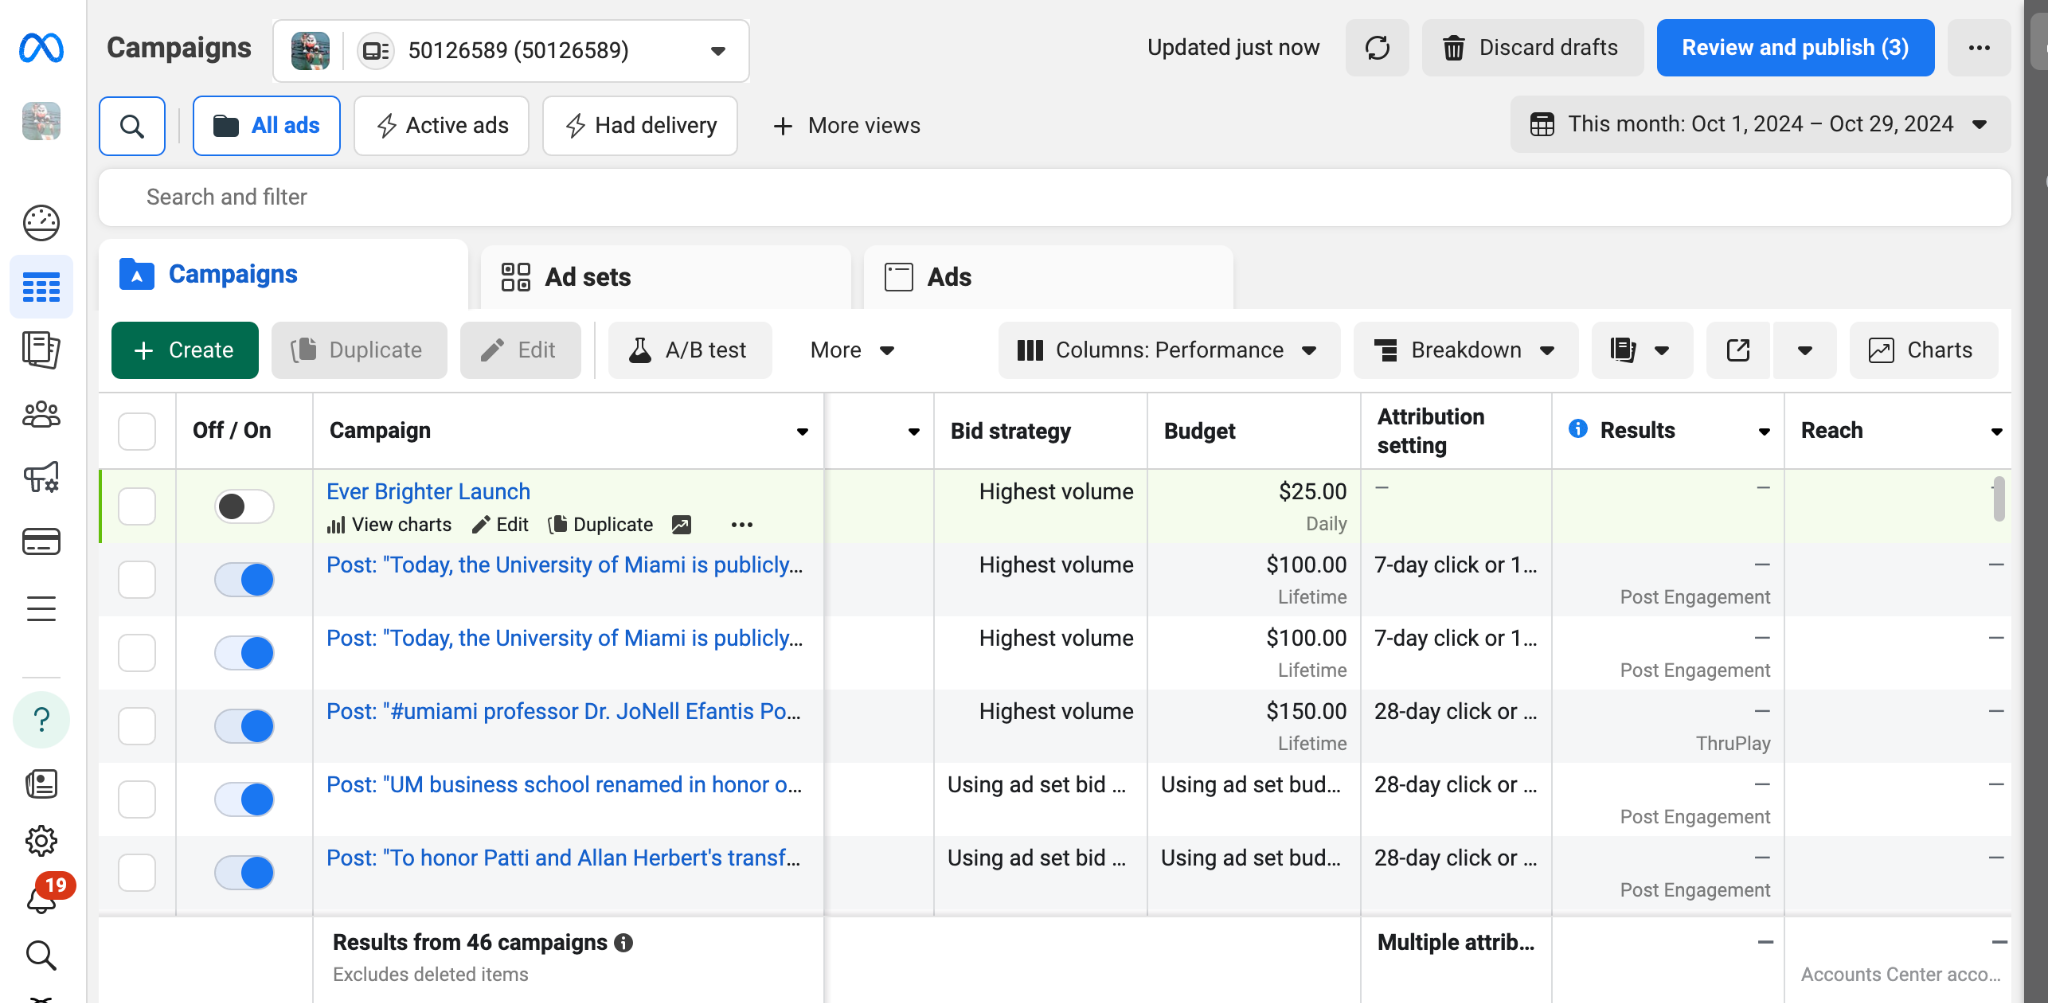 Campaigns
50126589 (50126589)
Updated just now
Discard drafts
Review and publish (3)
All ads
Active ads
Had delivery
More views
This month: Oct 1, 2024 – Oct 29, 2024
Search and filter
Campaigns
Ad sets
Ads
Create
Duplicate
Edit
A/B test
More
Columns: Performance
Breakdown
Charts
Off / On
Campaign
Bid strategy
Budget
Attribution
setting
Results
Reach
Ever Brighter Launch
Highest volume
$25.00
—
—
View charts
Edit
Duplicate
Daily
Post: "Today, the University of Miami is publicly...
Highest volume
$100.00
7-day click or 1...
—
—
Lifetime
Post Engagement
Post: "Today, the University of Miami is publicly...
Highest volume
$100.00
7-day click or 1...
—
—
Lifetime
Post Engagement
Post: "#umiami professor Dr. JoNell Efantis Po...
Highest volume
$150.00
28-day click or ...
—
—
Lifetime
ThruPlay
Post: "UM business school renamed in honor o...
Using ad set bid ...
Using ad set bud...
28-day click or ...
—
—
Post Engagement
Post: "To honor Patti and Allan Herbert's transf...
Using ad set bid ...
Using ad set bud...
28-day click or ...
—
—
Post Engagement
19
Results from 46 campaigns
Multiple attrib...
—
—
Excludes deleted items
Accounts Center acco...